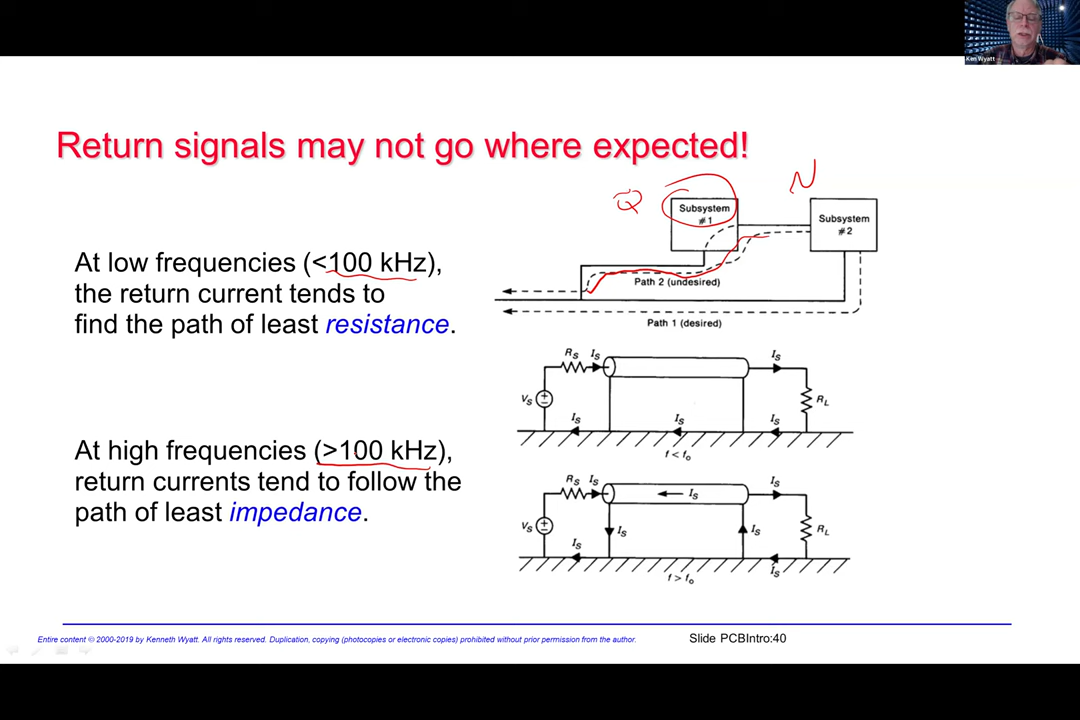 Ken Wyatt
Return signals may not go where expected!
Q
N
Subsystem
#1
Subsystem
#2
At low frequencies (<100 kHz),
the return current tends to
find the path of least resistance.
Path 2 (undesired)
Path 1 (desired)
RS IS
IS
VS
RL
IS
IS
IS
f < fo
At high frequencies (>100 kHz),
return currents tend to follow the
path of least impedance.
RS IS
IS
IS
VS
IS
IS
RL
IS
IS
f > fo
Entire content © 2000-2019 by Kenneth Wyatt. All rights reserved. Duplication, copying (photocopies or electronic copies) prohibited without prior permission from the author.
Slide PCBIntro:40